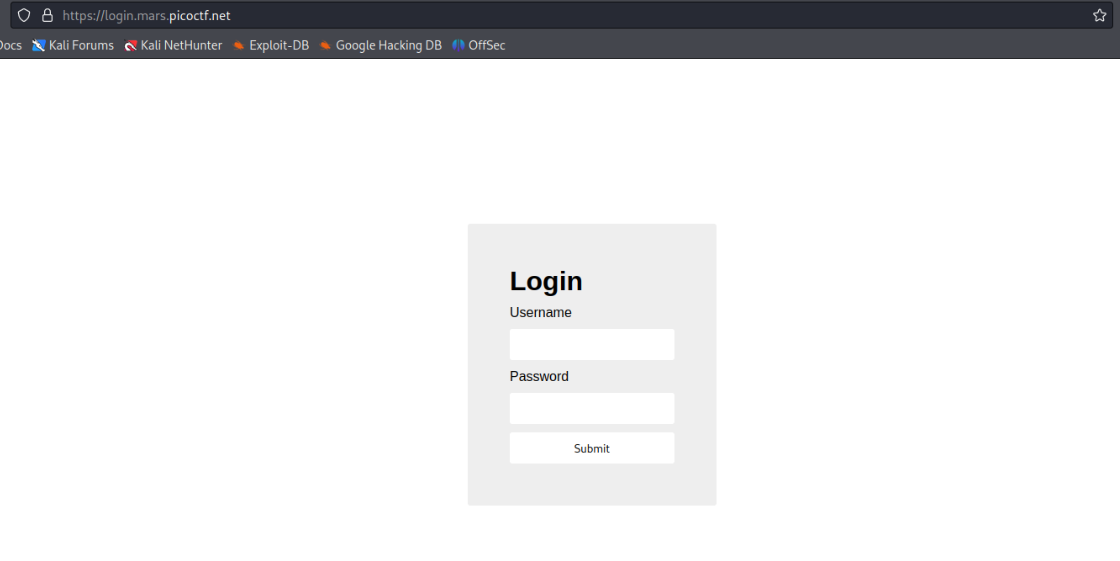 https://login.mars.picoctf.net
Docs Kali Forums Kali NetHunter Exploit-DB Google Hacking DB OffSec
Login
Username
Password
Submit